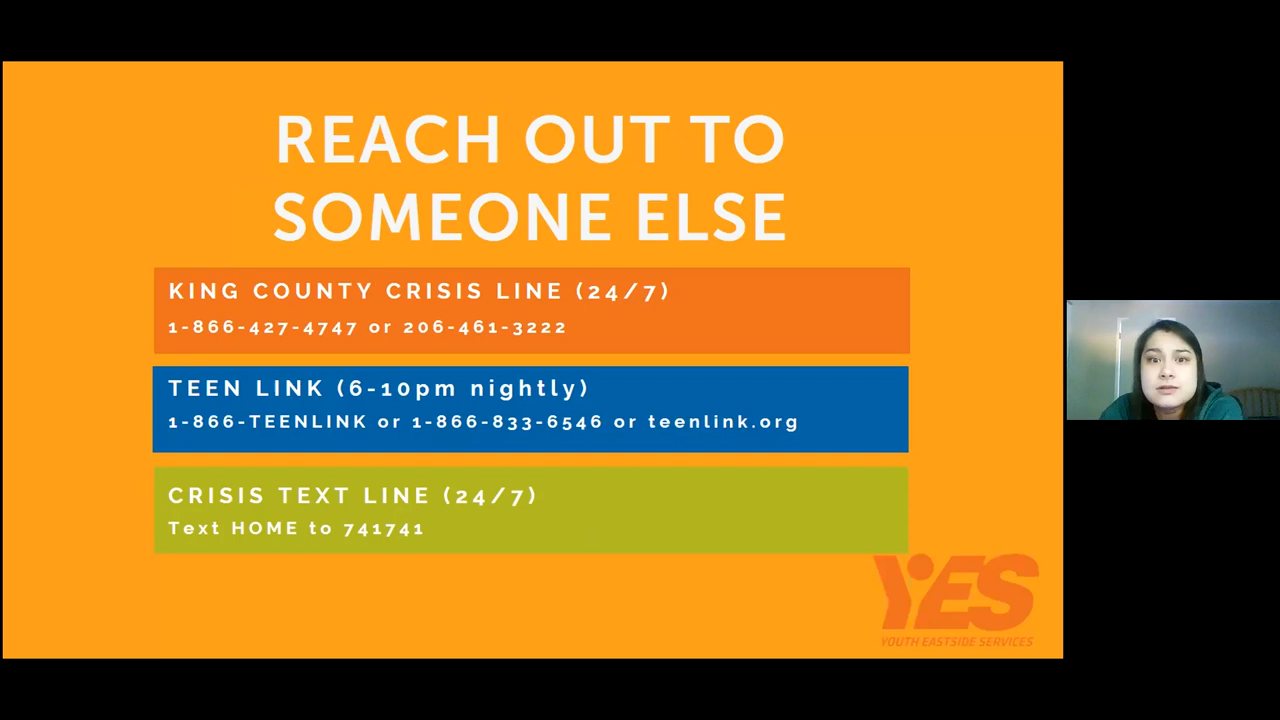 REACH OUT TO
SOMEONE ELSE
KING COUNTY CRISIS LINE (24/7)
1-866-427-4747 or 206-461-3222
TEEN LINK (6-10pm nightly)
1-866-TEENLINK or 1-866-833-6546 or teenlink.org
CRISIS TEXT LINE (24/7)
Text HOME to 741741
YES
YOUTH EASTSIDE SERVICES